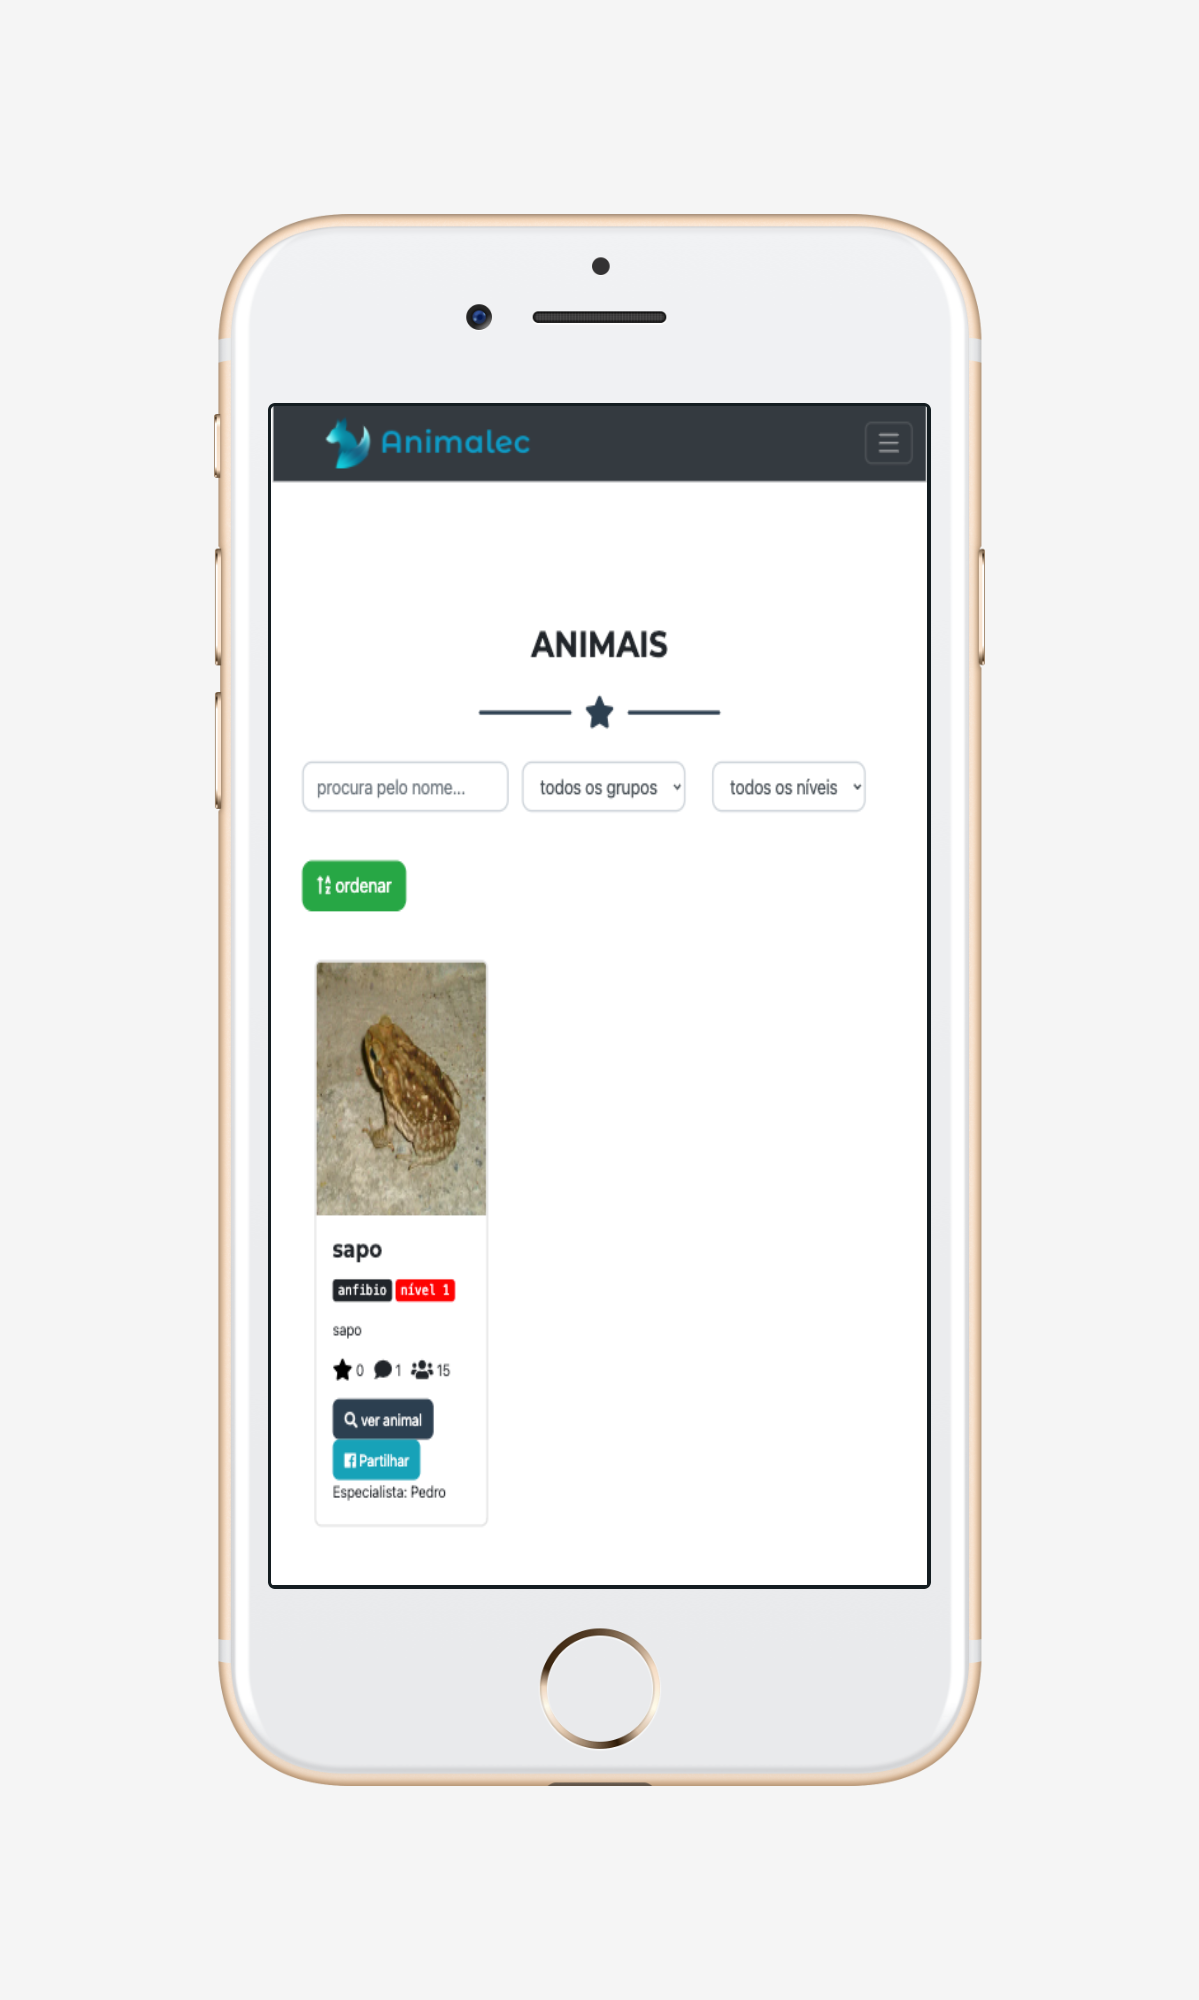 Animalec
ANIMAIS
procura pelo nome... todos os grupos todos os níveis
ordenar
sapo
anfibio nível 1
sapo
0 1 15
ver animal
Partilhar
Especialista: Pedro